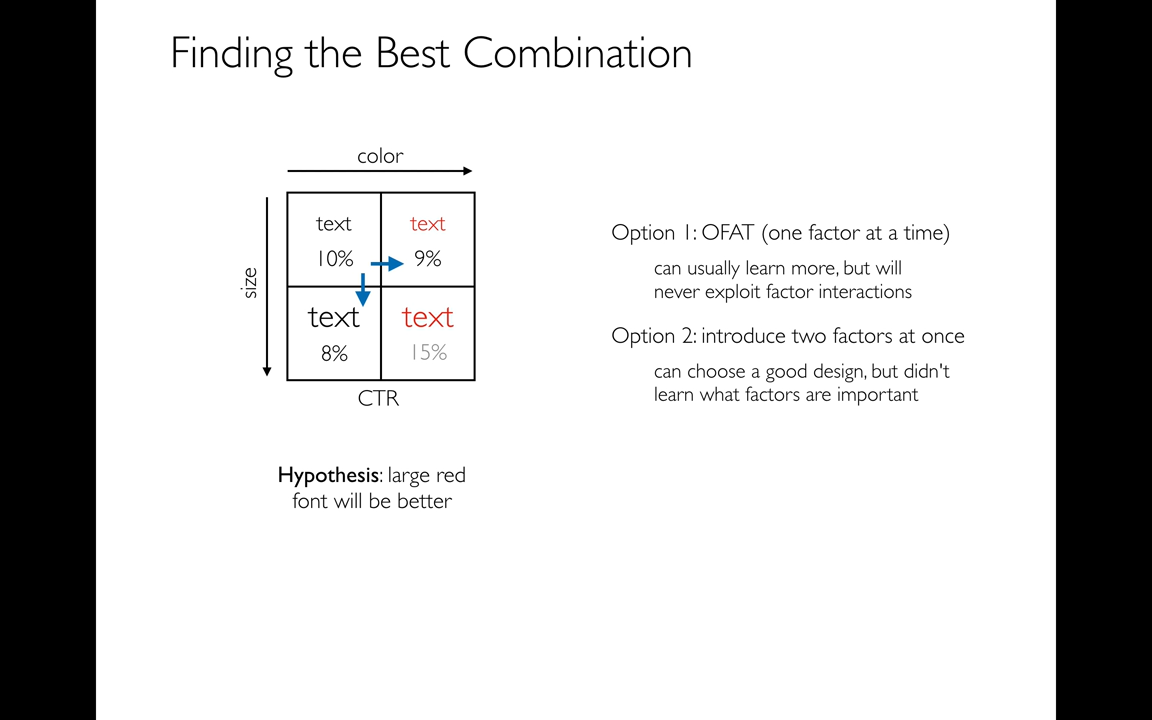 Finding the Best Combination
color
size
text
text
10%
9%
text
text
8%
15%
CTR
Hypothesis: large red
font will be better
Option 1: OFAT (one factor at a time)
can usually learn more, but will
never exploit factor interactions
Option 2: introduce two factors at once
can choose a good design, but didn't
learn what factors are important